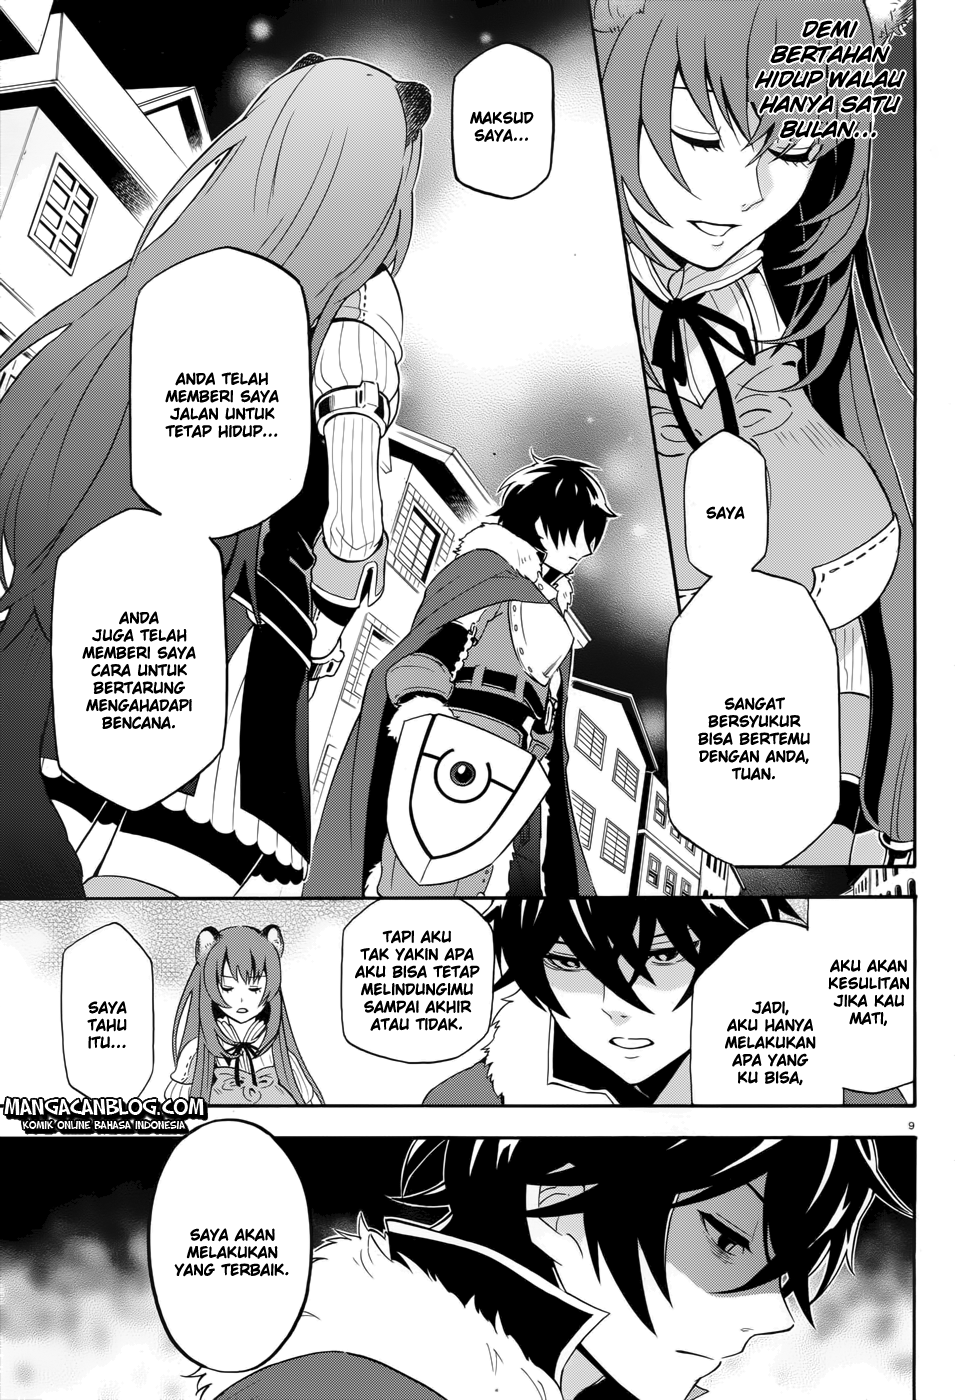 DEMI
BERTAHAN
HIDUP WALAU
HANYA SATU
BULAN...
MAKSUD
SAYA...
SAYA
SANGAT
BERSYUKUR
BISA BERTEMU
DENGAN ANDA,
TUAN.
ANDA TELAH
MEMBERI SAYA
JALAN UNTUK
TETAP HIDUP...
ANDA
JUGA TELAH
MEMBERI SAYA
CARA UNTUK
BERTARUNG
MENGAHADAPI
BENCANA.
AKU AKAN
KESULITAN
JIKA KAU
MATI,
JADI,
AKU HANYA
MELAKUKAN
APA YANG
KU BISA,
TAPI AKU
TAK YAKIN APA
AKU BISA TETAP
MELINDUNGIMU
SAMPAI AKHIR
ATAU TIDAK.
SAYA
TAHU
ITU...
MANGACANBLOG.COM
KOMIK ONLINE BAHASA INDONESIA
9
SAYA AKAN
MELAKUKAN
YANG TERBAIK.